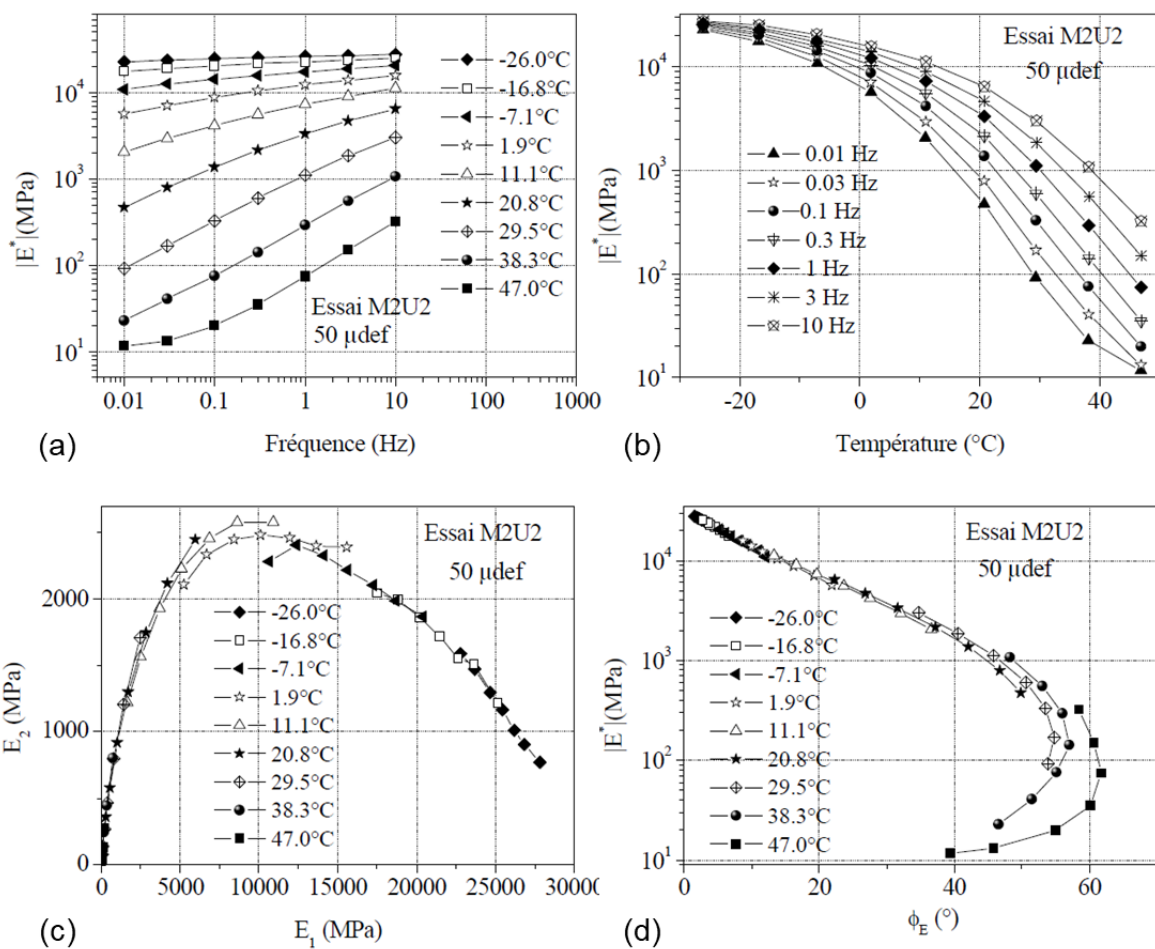 10⁵
10⁴
10³
10²
10¹
|E*|(MPa)
-26.0°C
-16.8°C
-7.1°C
1.9°C
11.1°C
20.8°C
29.5°C
38.3°C
47.0°C
Essai M2U2
50 µdef
0.01 0.1 1 10 100 1000
(a)
Fréquence (Hz)
10⁴
10³
10²
10¹
|E*|(MPa)
Essai M2U2
50 µdef
0.01 Hz
0.03 Hz
0.1 Hz
0.3 Hz
1 Hz
3 Hz
10 Hz
-20 0 20 40
(b)
Température (°C)
2000
1000
0
E₂ (MPa)
Essai M2U2
50 µdef
-26.0°C
-16.8°C
-7.1°C
1.9°C
11.1°C
20.8°C
29.5°C
38.3°C
47.0°C
0 5000 10000 15000 20000 25000 30000
(c)
E₁ (MPa)
10⁴
10³
10²
10¹
|E*|(MPa)
Essai M2U2
50 µdef
-26.0°C
-16.8°C
-7.1°C
1.9°C
11.1°C
20.8°C
29.5°C
38.3°C
47.0°C
0 20 40 60
(d)
ϕE (°)